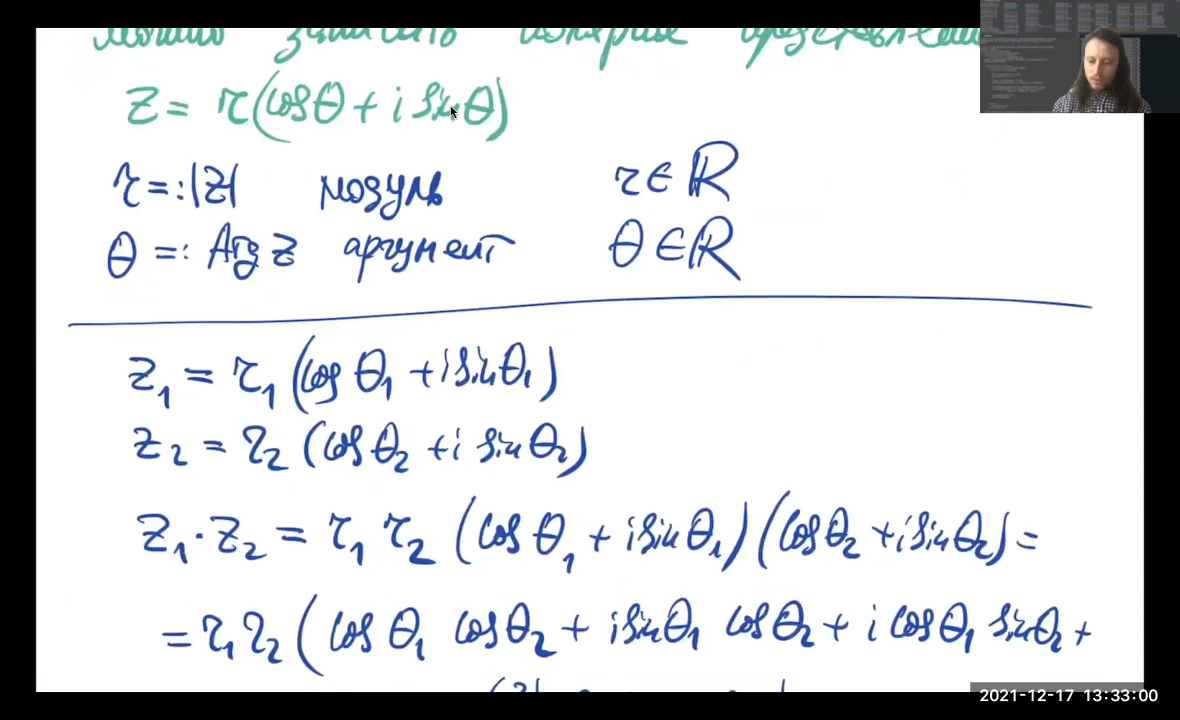 можно записать
z = r(cosθ + i sinθ)
r =: |z| модуль r ∈ ℝ
θ =: Arg z аргумент θ ∈ ℝ
z₁ = r₁ (cos θ₁ + i sin θ₁)
z₂ = r₂ (cos θ₂ + i sin θ₂)
z₁ · z₂ = r₁ r₂ (cos θ₁ + i sin θ₁)(cos θ₂ + i sin θ₂) =
= r₁ r₂ (cos θ₁ cos θ₂ + i sin θ₁ cos θ₂ + i cos θ₁ sin θ₂ +
2021-12-17 13:33:00